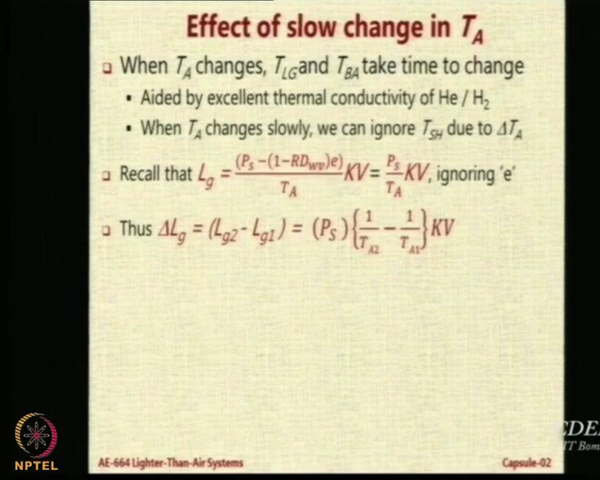 Effect of slow change in T_A
When T_A changes, T_LG and T_BA take time to change
Aided by excellent thermal conductivity of He / H₂
When T_A changes slowly, we can ignore T_SH due to ΔT_A
Recall that L_g = (P_S −(1−RD_wv)e)/T_A KV = P_S/T_A KV, ignoring 'e'
Thus ΔL_g = (L_g2 - L_g1) = (P_S) {1/T_A2 − 1/T_A1} KV
NPTEL
AE-664 Lighter-Than-Air Systems
Capsule-02